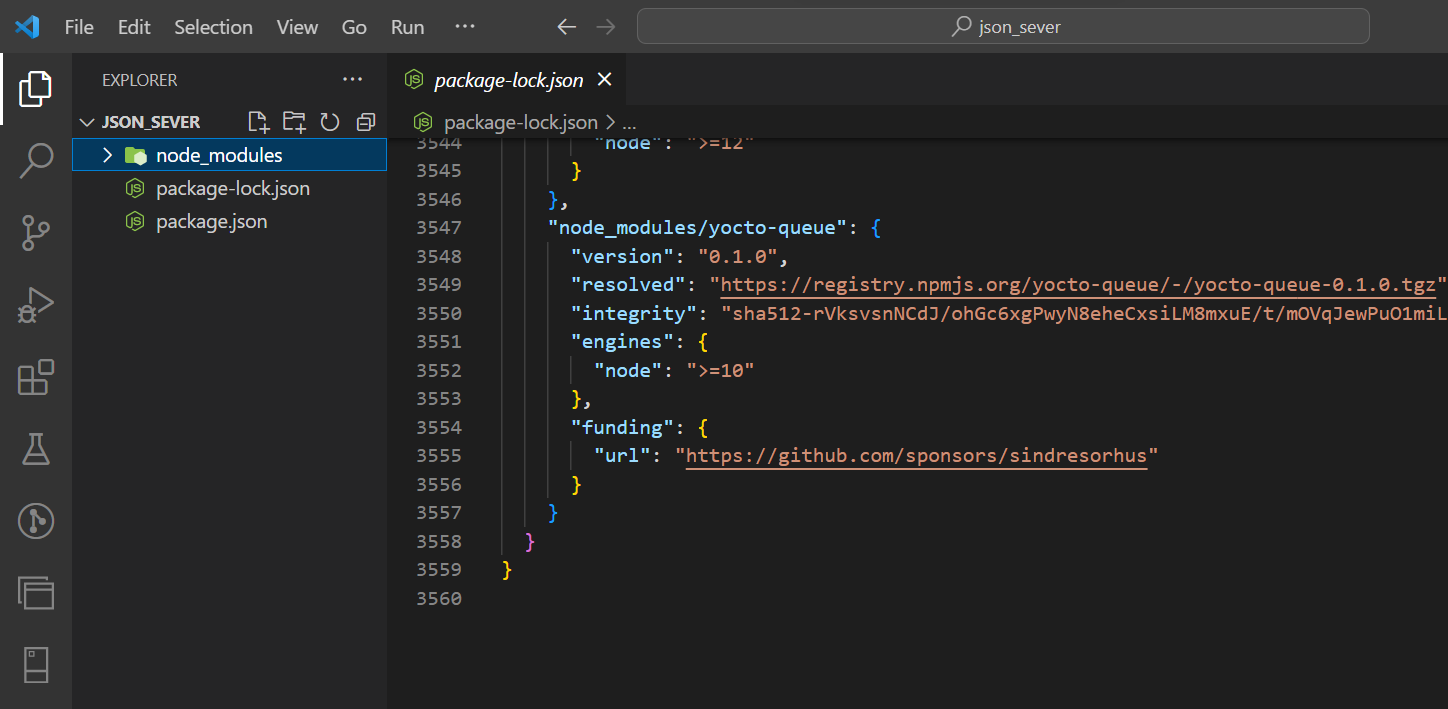 File Edit Selection View Go Run ···
json_sever
EXPLORER ···
JSON_SEVER
node_modules
package-lock.json
package.json
package-lock.json
package-lock.json > ...
3544 "node": ">=12"
3545 }
3546 },
3547 "node_modules/yocto-queue": {
3548 "version": "0.1.0",
3549 "resolved": "https://registry.npmjs.org/yocto-queue/-/yocto-queue-0.1.0.tgz"
3550 "integrity": "sha512-rVksvsnNCdJ/ohGc6xgPwyN8eheCxsiLM8mxuE/t/mOVqJewPuO1miL
3551 "engines": {
3552 "node": ">=10"
3553 },
3554 "funding": {
3555 "url": "https://github.com/sponsors/sindresorhus"
3556 }
3557 }
3558 }
3559 }
3560